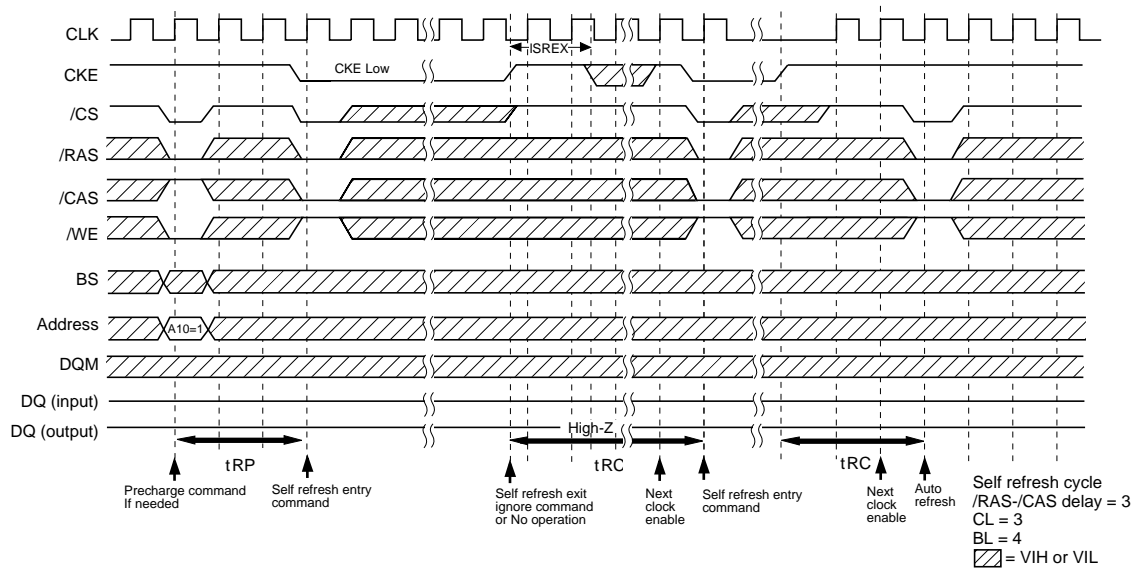 CLK
lSREX
CKE
CKE Low
/CS
/RAS
/CAS
/WE
BS
Address
A10=1
DQM
DQ (input)
DQ (output)
High-Z
tRP
tRC
tRC
Precharge command
If needed
Self refresh entry
command
Self refresh exit
ignore command
or No operation
Next
clock
enable
Self refresh entry
command
Next
clock
enable
Auto
refresh
Self refresh cycle
/RAS-/CAS delay = 3
CL = 3
BL = 4
= VIH or VIL